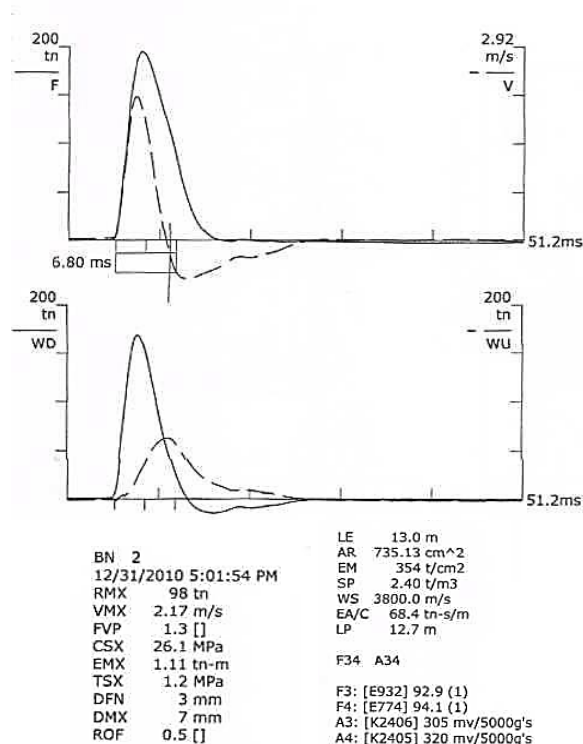 200
tn
F
2.92
m/s
V
51.2ms
6.80 ms
200
tn
WD
200
tn
WU
51.2ms
BN 2
12/31/2010 5:01:54 PM
RMX 98 tn
VMX 2.17 m/s
FVP 1.3 []
CSX 26.1 MPa
EMX 1.11 tn-m
TSX 1.2 MPa
DFN 3 mm
DMX 7 mm
ROF 0.5 []
LE 13.0 m
AR 735.13 cm^2
EM 354 t/cm2
SP 2.40 t/m3
WS 3800.0 m/s
EA/C 68.4 tn-s/m
LP 12.7 m
F34 A34
F3: [E932] 92.9 (1)
F4: [E774] 94.1 (1)
A3: [K2406] 305 mv/5000g's
A4: [K2405] 320 mv/5000g's